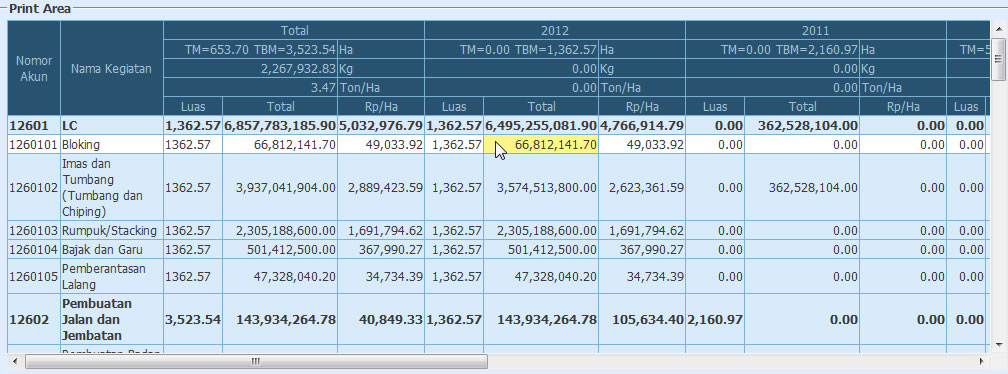 Print Area
Nomor Akun Nama Kegiatan Total 2012 2011
TM=653.70 TBM=3,523.54 Ha TM=0.00 TBM=1,362.57 Ha TM=0.00 TBM=2,160.97 Ha TM=5
2,267,932.83 Kg 0.00 Kg 0.00 Kg
3.47 Ton/Ha 0.00 Ton/Ha 0.00 Ton/Ha
Luas Total Rp/Ha Luas Total Rp/Ha Luas Total Rp/Ha Luas
12601 LC 1,362.57 6,857,783,185.90 5,032,976.79 1,362.57 6,495,255,081.90 4,766,914.79 0.00 362,528,104.00 0.00 0.00
1260101 Bloking 1362.57 66,812,141.70 49,033.92 1,362.57 66,812,141.70 49,033.92 0.00 0.00 0.00 0.00
1260102 Imas dan Tumbang (Tumbang dan Chiping) 1362.57 3,937,041,904.00 2,889,423.59 1,362.57 3,574,513,800.00 2,623,361.59 0.00 362,528,104.00 0.00 0.00
1260103 Rumpuk/Stacking 1362.57 2,305,188,600.00 1,691,794.62 1,362.57 2,305,188,600.00 1,691,794.62 0.00 0.00 0.00 0.00
1260104 Bajak dan Garu 1362.57 501,412,500.00 367,990.27 1,362.57 501,412,500.00 367,990.27 0.00 0.00 0.00 0.00
1260105 Pemberantasan Lalang 1362.57 47,328,040.20 34,734.39 1,362.57 47,328,040.20 34,734.39 0.00 0.00 0.00 0.00
12602 Pembuatan Jalan dan Jembatan 3,523.54 143,934,264.78 40,849.33 1,362.57 143,934,264.78 105,634.40 2,160.97 0.00 0.00 0.00